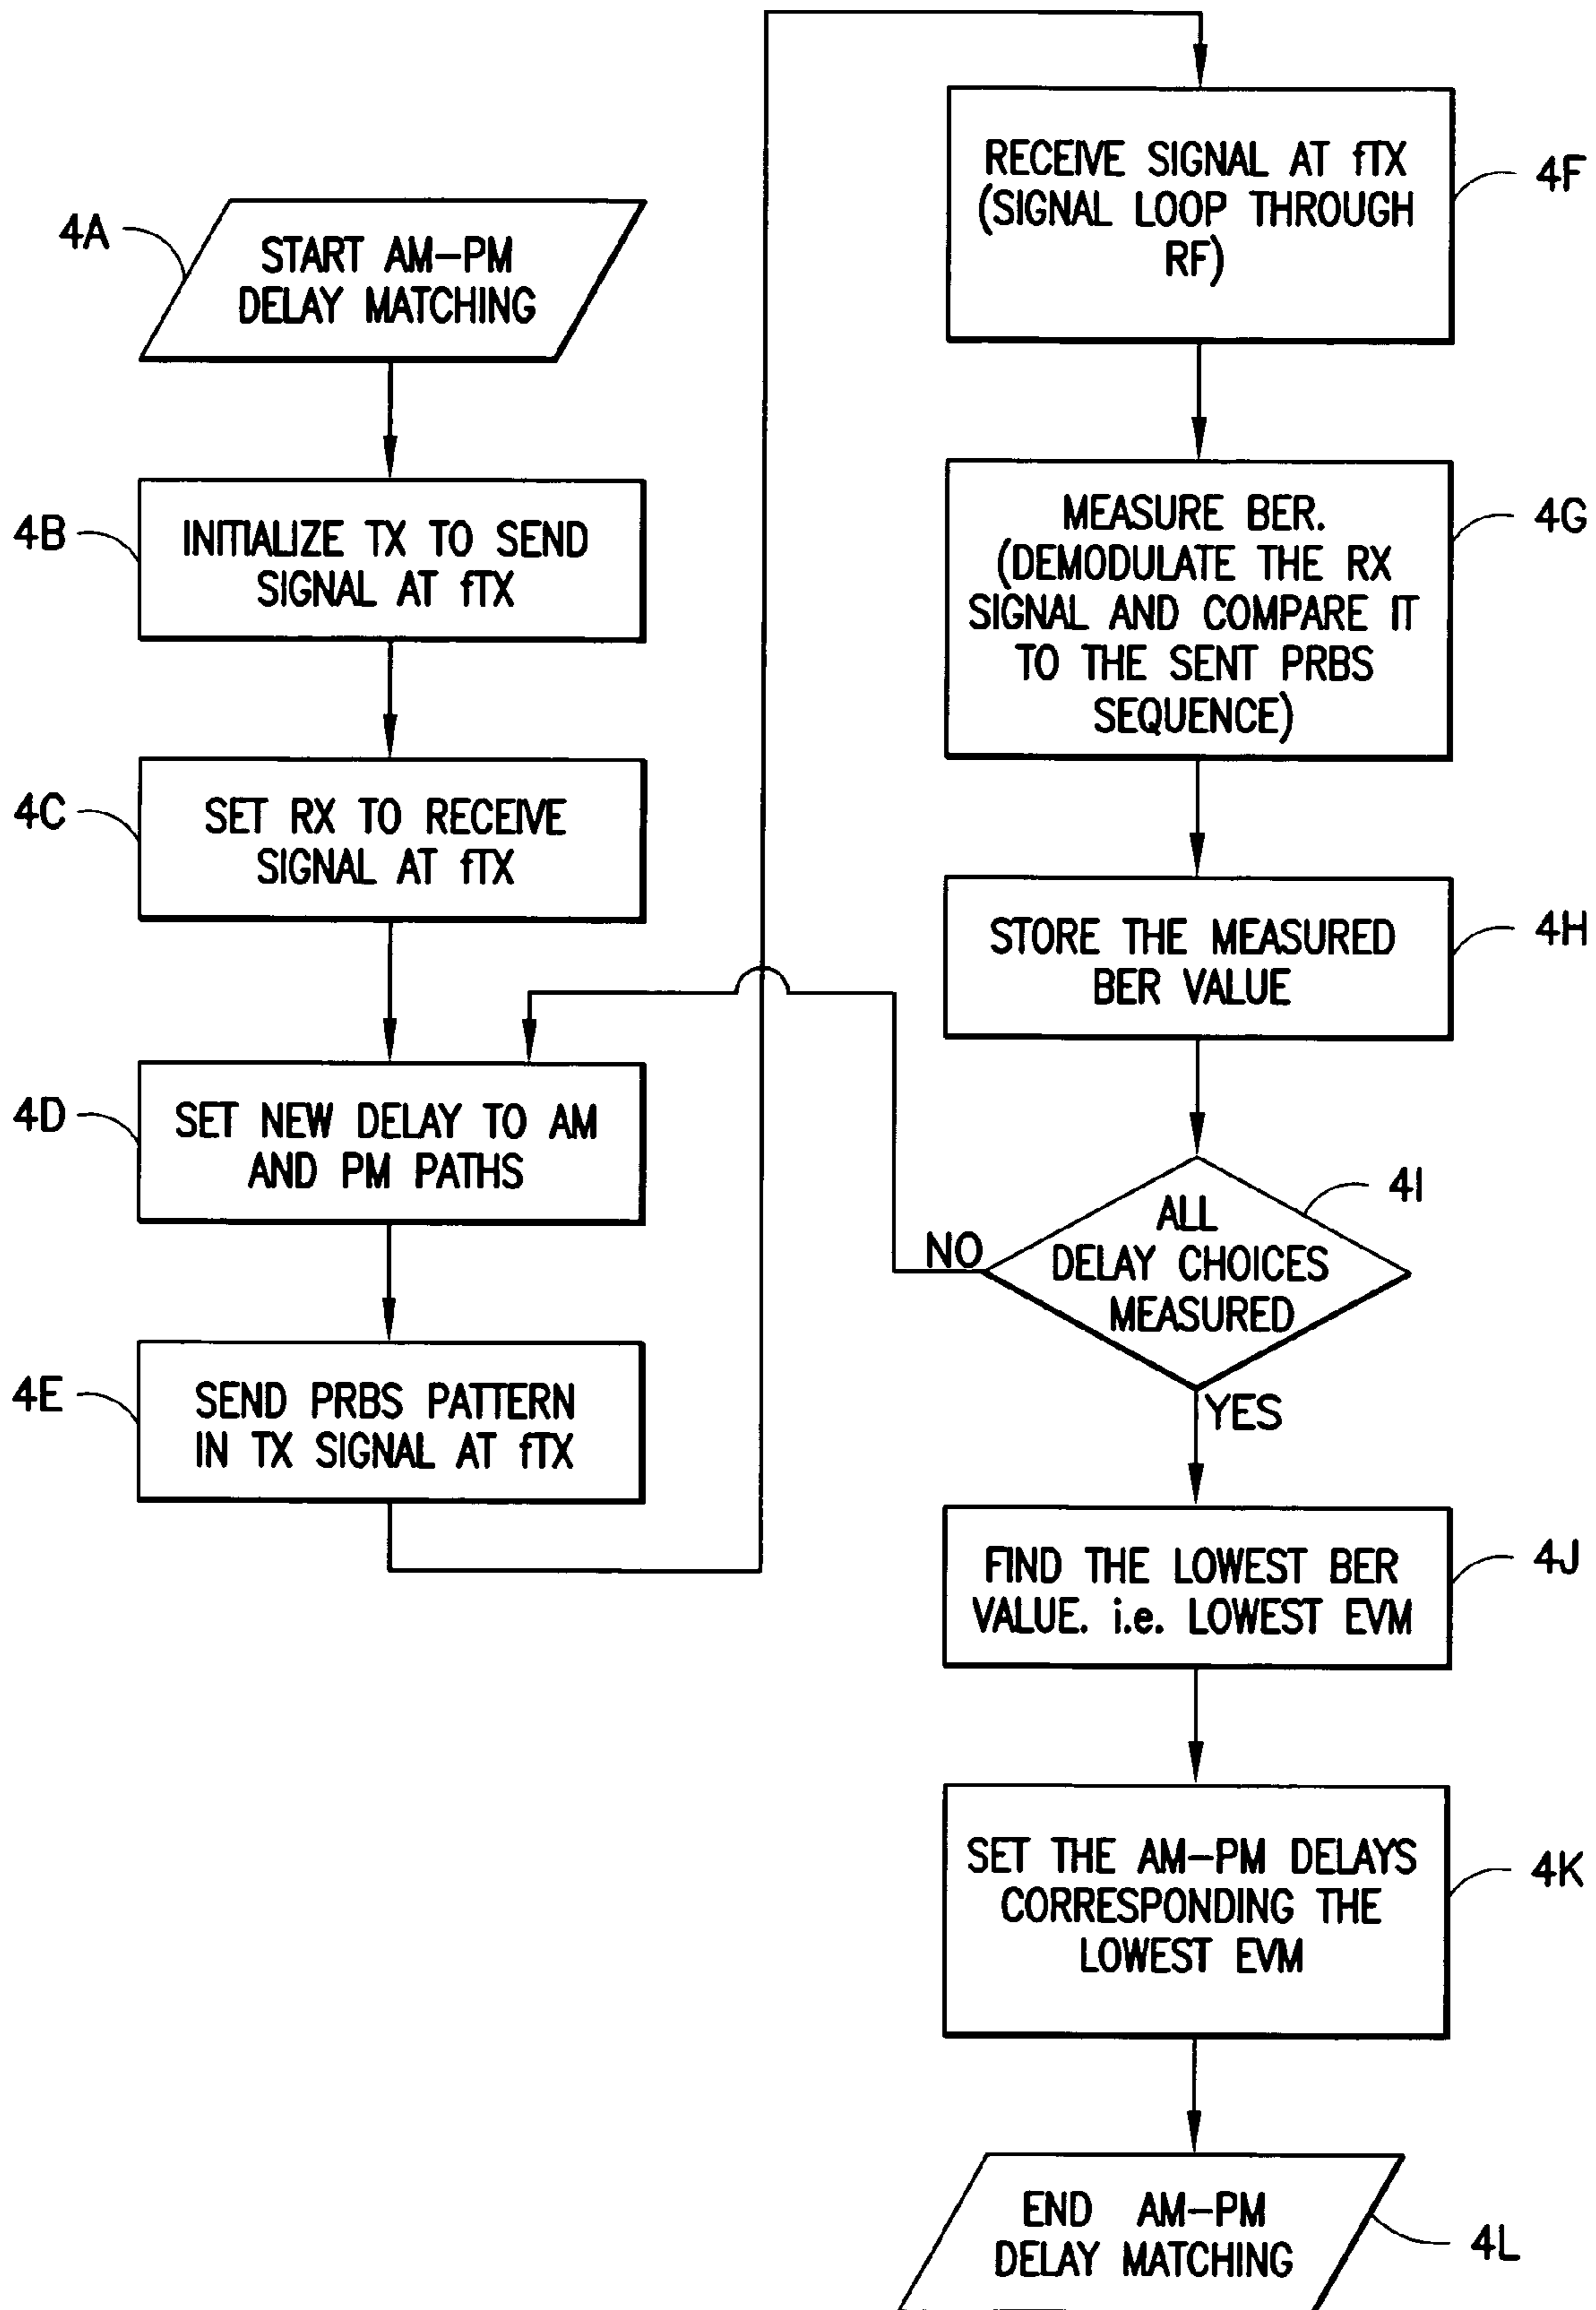 4A
START AM-PM
DELAY MATCHING
4B
INITIALIZE TX TO SEND
SIGNAL AT fTX
4C
SET RX TO RECEIVE
SIGNAL AT fTX
4D
SET NEW DELAY TO AM
AND PM PATHS
4E
SEND PRBS PATTERN
IN TX SIGNAL AT fTX
RECEIVE SIGNAL AT fTX
(SIGNAL LOOP THROUGH
RF)
4F
MEASURE BER.
(DEMODULATE THE RX
SIGNAL AND COMPARE IT
TO THE SENT PRBS
SEQUENCE)
4G
STORE THE MEASURED
BER VALUE
4H
ALL
DELAY CHOICES
MEASURED
4I
NO
YES
FIND THE LOWEST BER
VALUE. i.e. LOWEST EVM
4J
SET THE AM-PM DELAYS
CORRESPONDING THE
LOWEST EVM
4K
END AM-PM
DELAY MATCHING
4L